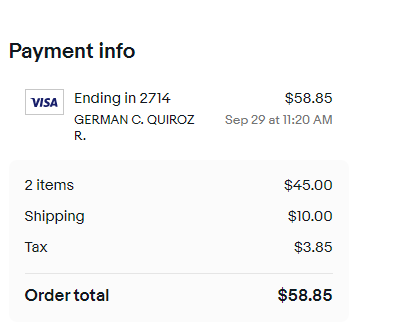 Payment info
VISA Ending in 2714 $58.85
GERMAN C. QUIROZ Sep 29 at 11:20 AM
R.
2 items $45.00
Shipping $10.00
Tax $3.85
Order total $58.85